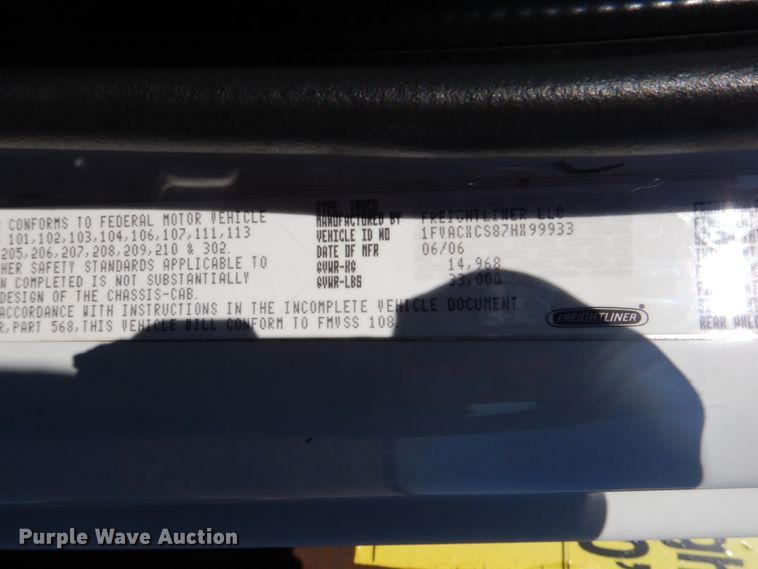 TYPE: TRUCK
CONFORMS TO FEDERAL MOTOR VEHICLE
101,102,103,104,106,107,111,113
205,206,207,208,209,210 & 302.
HER SAFETY STANDARDS APPLICABLE TO
EN COMPLETED IS NOT SUBSTANTIALLY
DESIGN OF THE CHASSIS-CAB.
ACCORDANCE WITH INSTRUCTIONS IN THE INCOMPLETE VEHICLE DOCUMENT
R,PART 568,THIS VEHICLE WILL CONFORM TO FMVSS 108
MANUFACTURED BY FREIGHTLINER LLC
VEHICLE ID NO 1FVACXCS87HX99933
DATE OF MFR 06/06
GVWR-KG 14,968
GVWR-LBS 33,000
FREIGHTLINER
REAR AXLE
Purple Wave Auction